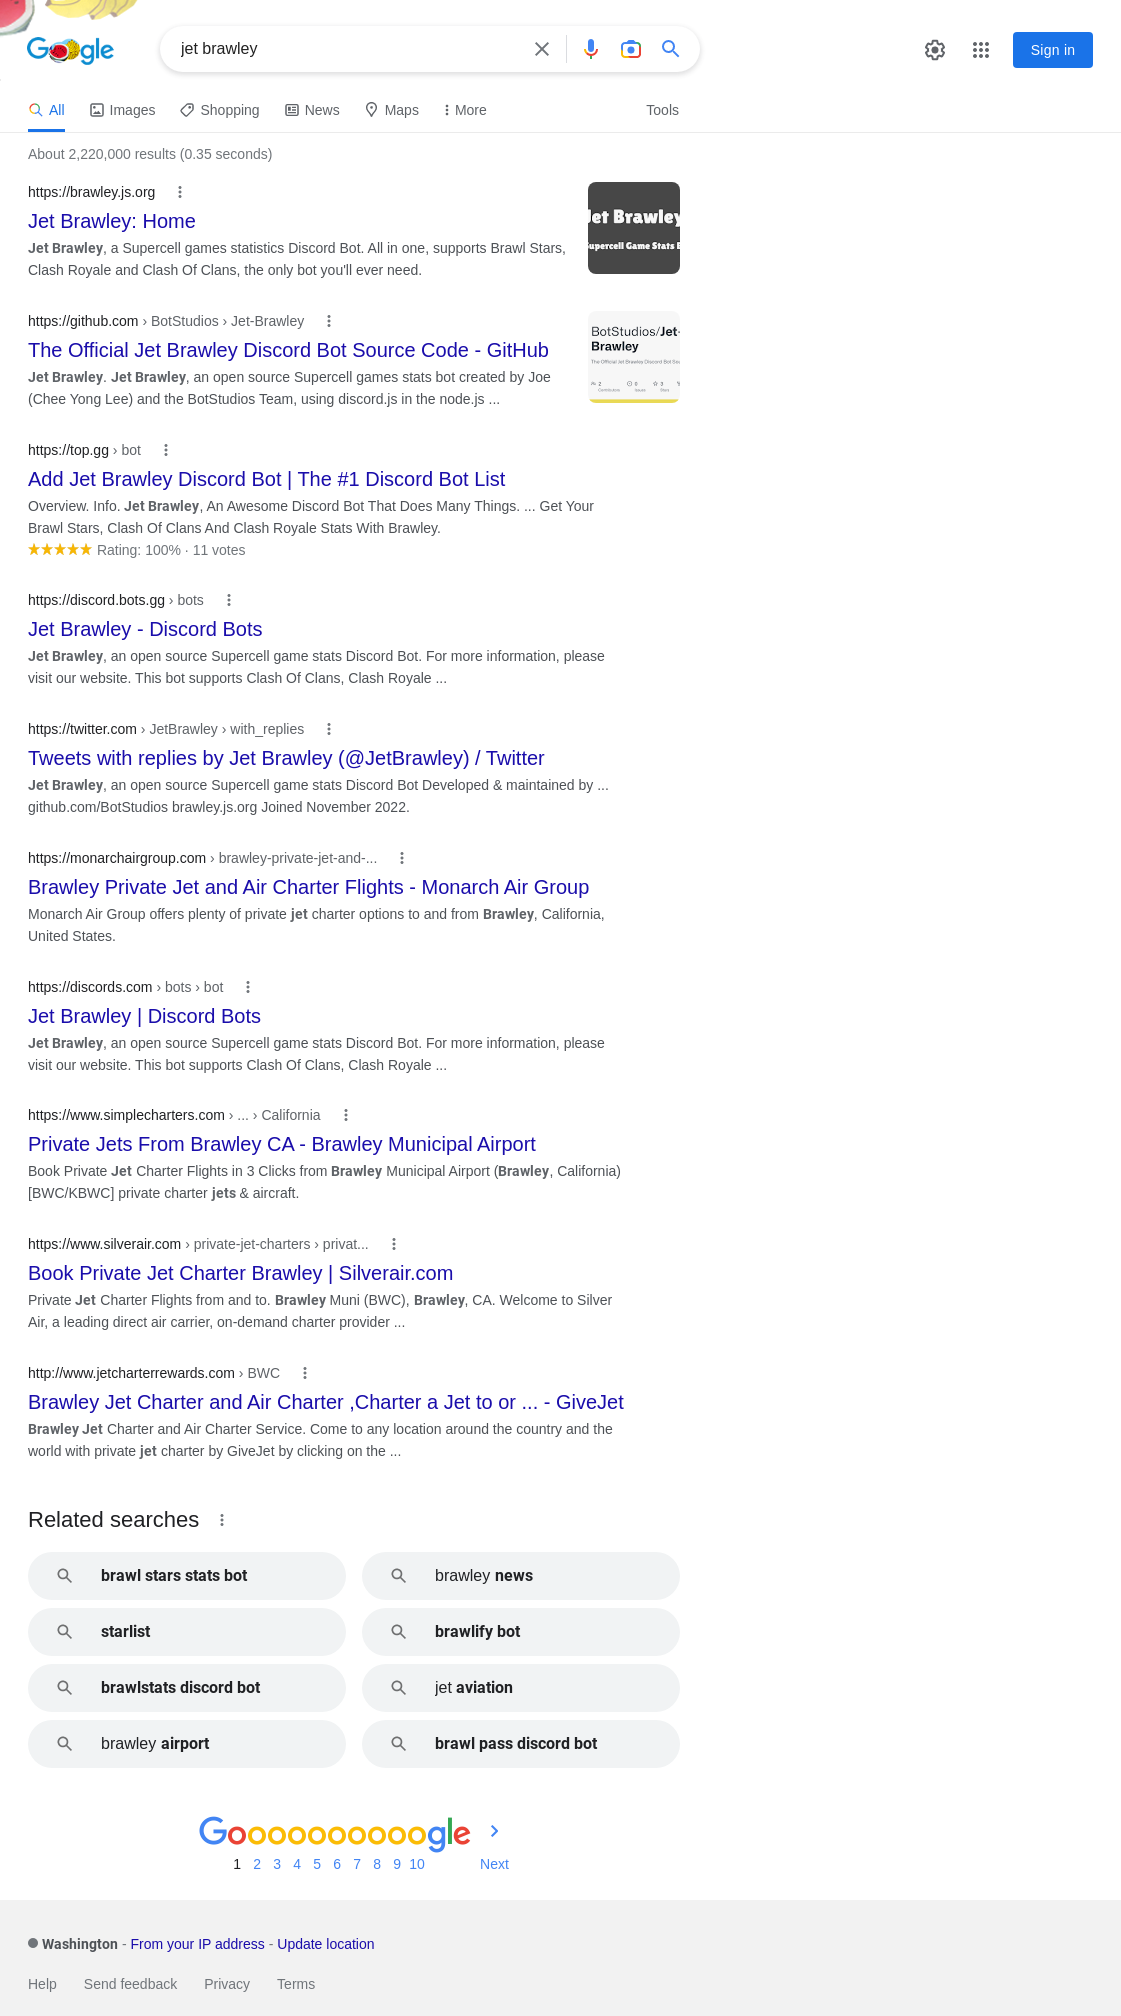 Google
jet brawley
Sign in
All
Images
Shopping
News
Maps
More
Tools
About 2,220,000 results (0.35 seconds)
https://brawley.js.org
Jet Brawley: Home
Jet Brawley, a Supercell games statistics Discord Bot. All in one, supports Brawl Stars,
Clash Royale and Clash Of Clans, the only bot you'll ever need.
Jet Brawley
Supercell Game Stats B
https://github.com › BotStudios › Jet-Brawley
The Official Jet Brawley Discord Bot Source Code - GitHub
Jet Brawley. Jet Brawley, an open source Supercell games stats bot created by Joe
(Chee Yong Lee) and the BotStudios Team, using discord.js in the node.js ...
BotStudios/Jet-
Brawley
The Official Jet Brawley Discord Bot Sou
https://top.gg › bot
Add Jet Brawley Discord Bot | The #1 Discord Bot List
Overview. Info. Jet Brawley, An Awesome Discord Bot That Does Many Things. ... Get Your
Brawl Stars, Clash Of Clans And Clash Royale Stats With Brawley.
Rating: 100% · 11 votes
https://discord.bots.gg › bots
Jet Brawley - Discord Bots
Jet Brawley, an open source Supercell game stats Discord Bot. For more information, please
visit our website. This bot supports Clash Of Clans, Clash Royale ...
https://twitter.com › JetBrawley › with_replies
Tweets with replies by Jet Brawley (@JetBrawley) / Twitter
Jet Brawley, an open source Supercell game stats Discord Bot Developed & maintained by ...
github.com/BotStudios brawley.js.org Joined November 2022.
https://monarchairgroup.com › brawley-private-jet-and-...
Brawley Private Jet and Air Charter Flights - Monarch Air Group
Monarch Air Group offers plenty of private jet charter options to and from Brawley, California,
United States.
https://discords.com › bots › bot
Jet Brawley | Discord Bots
Jet Brawley, an open source Supercell game stats Discord Bot. For more information, please
visit our website. This bot supports Clash Of Clans, Clash Royale ...
https://www.simplecharters.com › ... › California
Private Jets From Brawley CA - Brawley Municipal Airport
Book Private Jet Charter Flights in 3 Clicks from Brawley Municipal Airport (Brawley, California)
[BWC/KBWC] private charter jets & aircraft.
https://www.silverair.com › private-jet-charters › privat...
Book Private Jet Charter Brawley | Silverair.com
Private Jet Charter Flights from and to. Brawley Muni (BWC), Brawley, CA. Welcome to Silver
Air, a leading direct air carrier, on-demand charter provider ...
http://www.jetcharterrewards.com › BWC
Brawley Jet Charter and Air Charter ,Charter a Jet to or ... - GiveJet
Brawley Jet Charter and Air Charter Service. Come to any location around the country and the
world with private jet charter by GiveJet by clicking on the ...
Related searches
brawl stars stats bot
brawley news
starlist
brawlify bot
brawlstats discord bot
jet aviation
brawley airport
brawl pass discord bot
Goooooooooogle
1 2 3 4 5 6 7 8 9 10 Next
Washington - From your IP address - Update location
Help Send feedback Privacy Terms